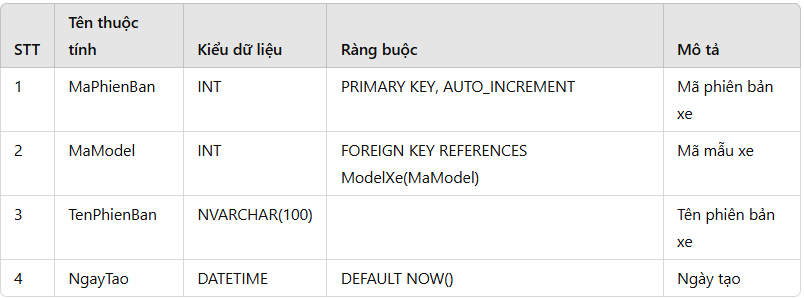 STT Tên thuộc tính Kiểu dữ liệu Ràng buộc Mô tả
1 MaPhienBan INT PRIMARY KEY, AUTO_INCREMENT Mã phiên bản xe
2 MaModel INT FOREIGN KEY REFERENCES ModelXe(MaModel) Mã mẫu xe
3 TenPhienBan NVARCHAR(100) Tên phiên bản xe
4 NgayTao DATETIME DEFAULT NOW() Ngày tạo